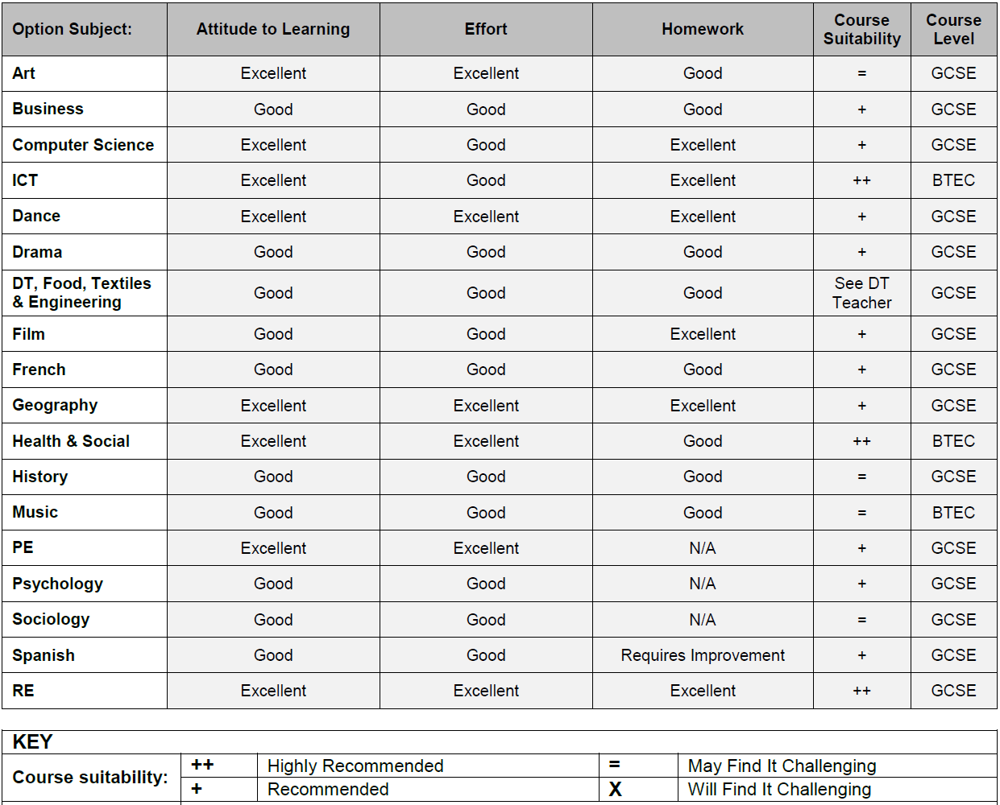 Option Subject: Attitude to Learning Effort Homework Course Suitability Course Level
Art Excellent Excellent Good = GCSE
Business Good Good Good + GCSE
Computer Science Excellent Good Excellent + GCSE
ICT Excellent Good Excellent ++ BTEC
Dance Excellent Excellent Excellent + GCSE
Drama Good Good Good + GCSE
DT, Food, Textiles & Engineering Good Good Good See DT Teacher GCSE
Film Good Good Excellent + GCSE
French Good Good Good + GCSE
Geography Excellent Excellent Excellent + GCSE
Health & Social Excellent Excellent Good ++ BTEC
History Good Good Good = GCSE
Music Good Good Good = BTEC
PE Excellent Excellent N/A + GCSE
Psychology Good Good N/A + GCSE
Sociology Good Good N/A = GCSE
Spanish Good Good Requires Improvement + GCSE
RE Excellent Excellent Excellent ++ GCSE
KEY
Course suitability: ++ Highly Recommended = May Find It Challenging
+ Recommended X Will Find It Challenging